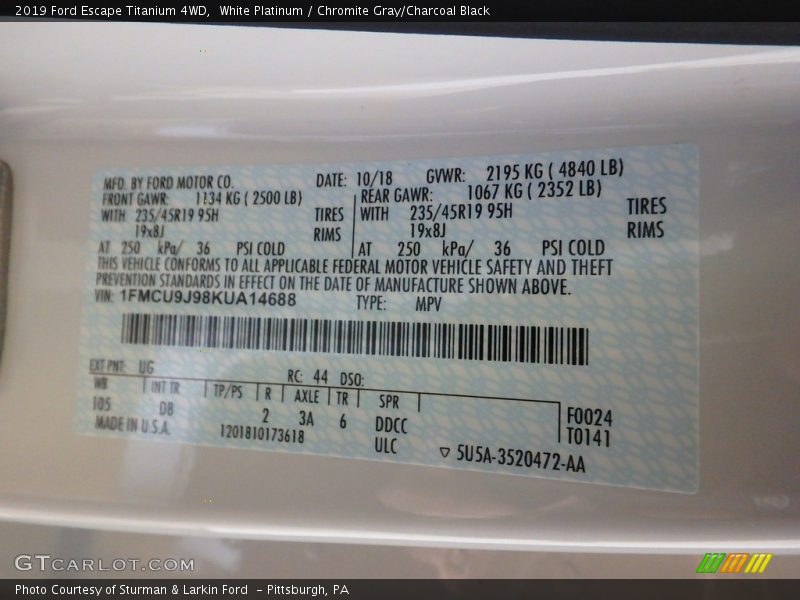 2019 Ford Escape Titanium 4WD,  White Platinum / Chromite Gray/Charcoal Black
MFD. BY FORD MOTOR CO. DATE: 10/18 GVWR: 2195 KG ( 4840 LB)
FRONT GAWR: 1134 KG ( 2500 LB) REAR GAWR: 1067 KG ( 2352 LB)
WITH 235/45R19 95H TIRES WITH 235/45R19 95H TIRES
19x8J RIMS 19x8J RIMS
AT 250 kPa/ 36 PSI COLD AT 250 kPa/ 36 PSI COLD
THIS VEHICLE CONFORMS TO ALL APPLICABLE FEDERAL MOTOR VEHICLE SAFETY AND THEFT
PREVENTION STANDARDS IN EFFECT ON THE DATE OF MANUFACTURE SHOWN ABOVE.
VIN: 1FMCU9J98KUA14688 TYPE: MPV
EXT PNT: UG RC: 44 DSO:
WB INT TR TP/PS R AXLE TR SPR
105 DB 2 3A 6 DDCC F0024
MADE IN U.S.A. 1201810173618 ULC T0141
5U5A-3520472-AA
GTCARLOT.COM
Photo Courtesy of Sturman & Larkin Ford  - Pittsburgh, PA